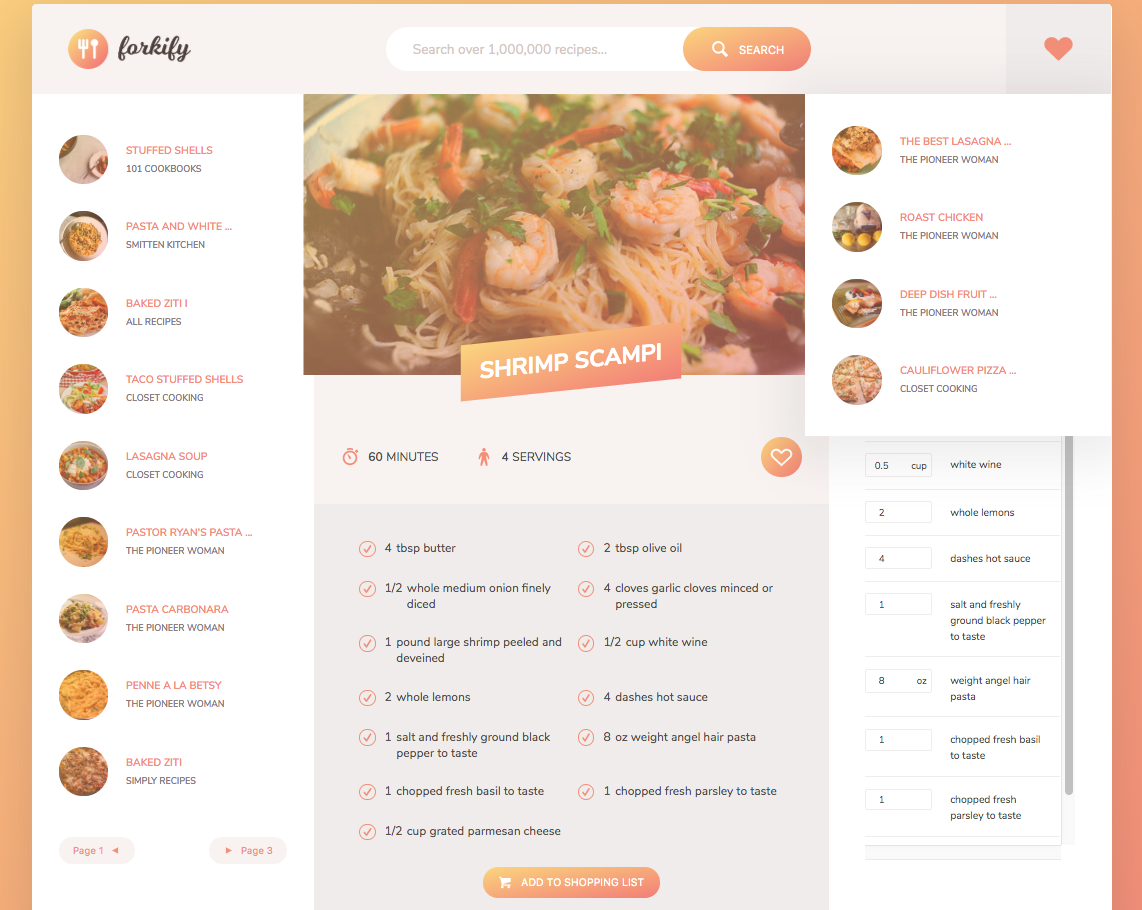 forkify
Search over 1,000,000 recipes...
SEARCH
STUFFED SHELLS
101 COOKBOOKS
PASTA AND WHITE ...
SMITTEN KITCHEN
BAKED ZITI I
ALL RECIPES
TACO STUFFED SHELLS
CLOSET COOKING
LASAGNA SOUP
CLOSET COOKING
PASTOR RYAN'S PASTA ...
THE PIONEER WOMAN
PASTA CARBONARA
THE PIONEER WOMAN
PENNE A LA BETSY
THE PIONEER WOMAN
BAKED ZITI
SIMPLY RECIPES
Page 1
Page 3
SHRIMP SCAMPI
60 MINUTES
4 SERVINGS
4 tbsp butter
2 tbsp olive oil
1/2 whole medium onion finely
diced
4 cloves garlic cloves minced or
pressed
1 pound large shrimp peeled and
deveined
1/2 cup white wine
2 whole lemons
4 dashes hot sauce
1 salt and freshly ground black
pepper to taste
8 oz weight angel hair pasta
1 chopped fresh basil to taste
1 chopped fresh parsley to taste
1/2 cup grated parmesan cheese
ADD TO SHOPPING LIST
THE BEST LASAGNA ...
THE PIONEER WOMAN
ROAST CHICKEN
THE PIONEER WOMAN
DEEP DISH FRUIT ...
THE PIONEER WOMAN
CAULIFLOWER PIZZA ...
CLOSET COOKING
0.5 cup white wine
2 whole lemons
4 dashes hot sauce
1 salt and freshly
ground black pepper
to taste
8 oz weight angel hair
pasta
1 chopped fresh basil
to taste
1 chopped fresh
parsley to taste